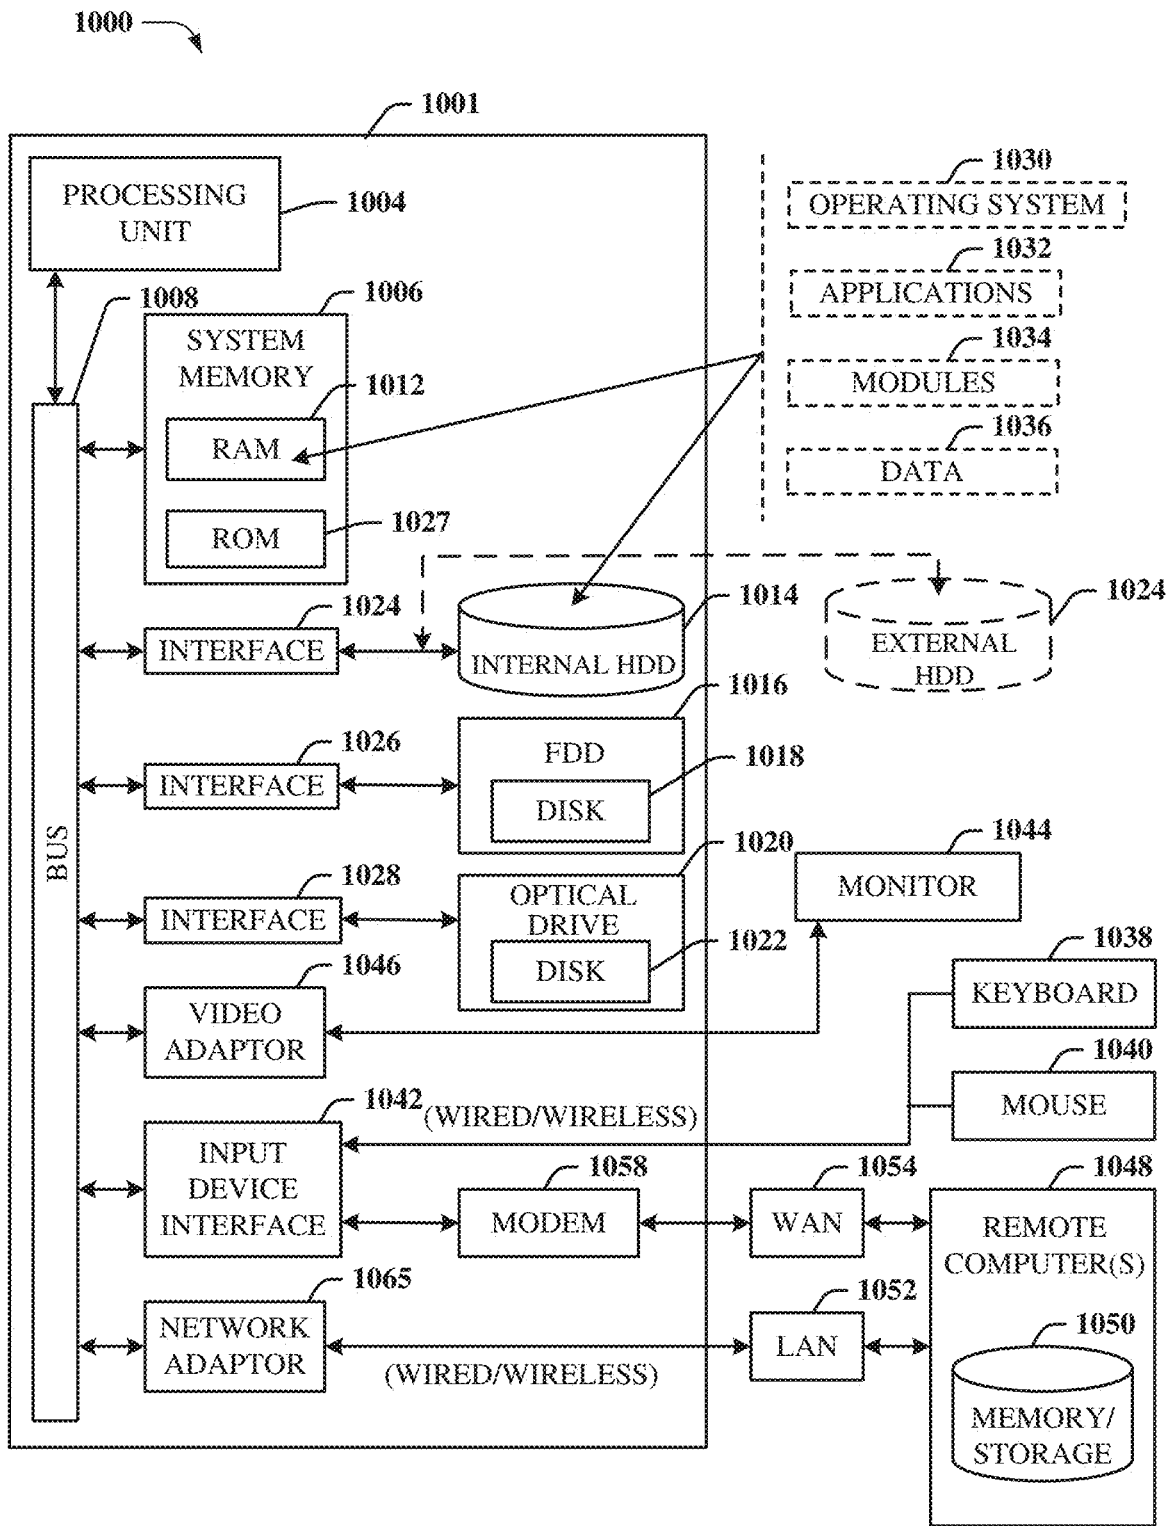 1000
1001
PROCESSING
UNIT
1004
1030
OPERATING SYSTEM
1032
APPLICATIONS
1034
MODULES
1036
DATA
1008
1006
SYSTEM
MEMORY
1012
RAM
1027
ROM
BUS
1024
INTERFACE
1014
INTERNAL HDD
1024
EXTERNAL
HDD
1026
INTERFACE
1016
FDD
1018
DISK
1028
INTERFACE
1020
OPTICAL
DRIVE
1022
DISK
1044
MONITOR
1046
VIDEO
ADAPTOR
1038
KEYBOARD
1040
MOUSE
1042
(WIRED/WIRELESS)
INPUT
DEVICE
INTERFACE
1058
MODEM
1054
WAN
1048
REMOTE
COMPUTER(S)
1065
NETWORK
ADAPTOR
(WIRED/WIRELESS)
1052
LAN
1050
MEMORY/
STORAGE